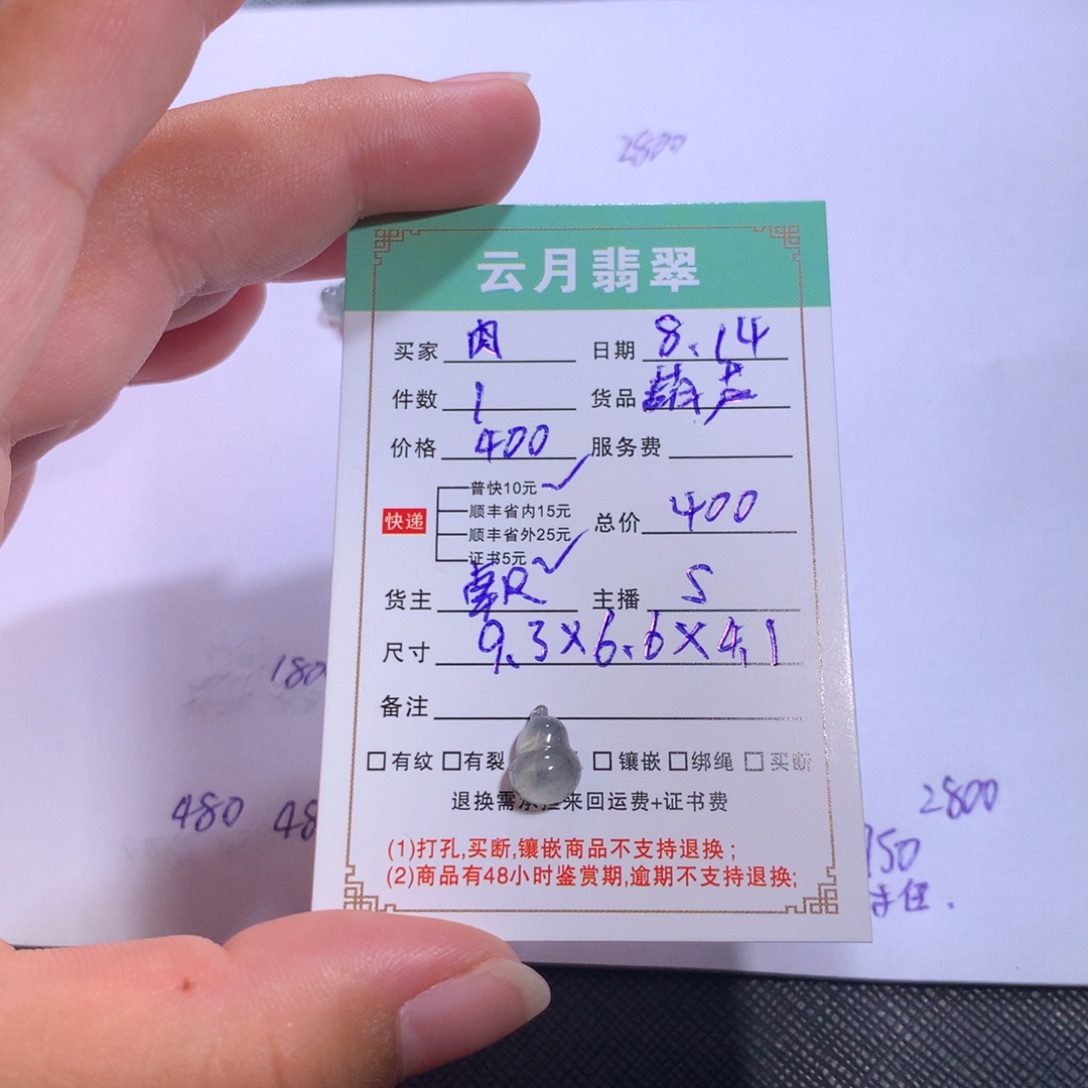 2800
云月翡翠
买家 肉 日期 8.14
件数 1 货品 葫芦
价格 400 服务费
普快10元 ✓
快递 顺丰省内15元 总价 400
顺丰省外25元
证书5元 ✓
货主 主播 S
尺寸 9.3×6.6×4.1
180
备注
□有纹 □有裂 □镶嵌 □绑绳 □买断
480 48 2800
退换需承担来回运费+证书费
(1)打孔,买断,镶嵌商品不支持退换;
(2)商品有48小时鉴赏期,逾期不支持退换;